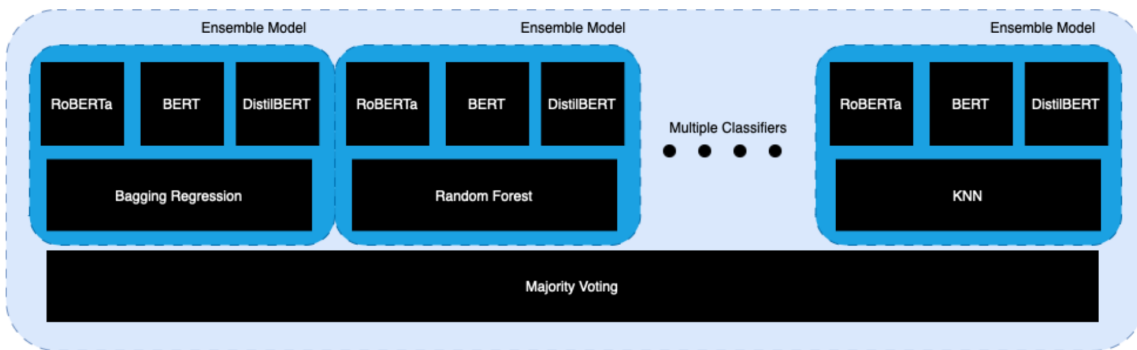 Ensemble Model
Ensemble Model
Ensemble Model
RoBERTa
BERT
DistilBERT
RoBERTa
BERT
DistilBERT
Multiple Classifiers
RoBERTa
BERT
DistilBERT
Bagging Regression
Random Forest
KNN
Majority Voting